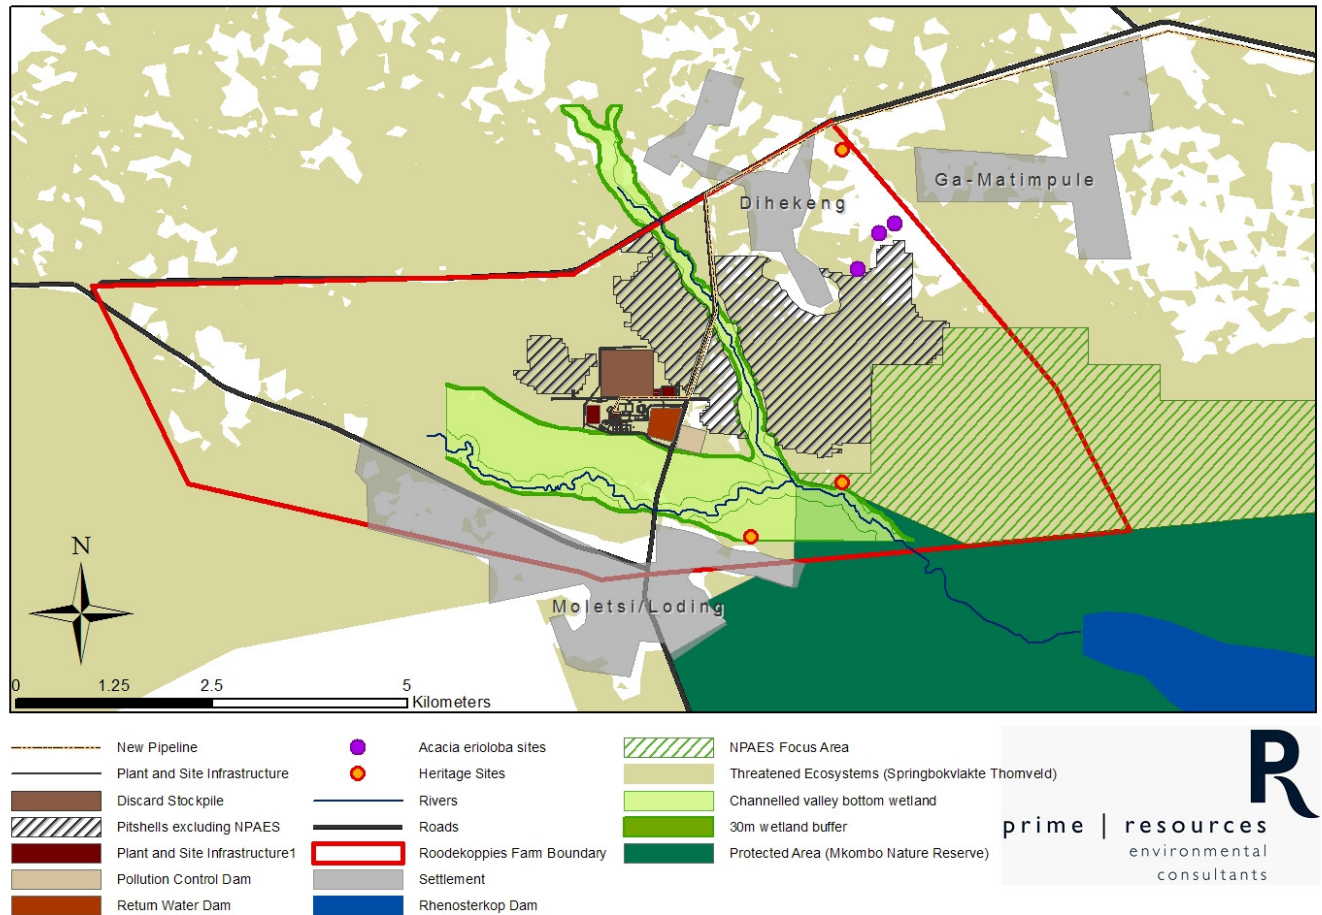 Ga-Matimpule
Dihekeng
N
Moletsi/Loding
0 1.25 2.5 5
Kilometers
New Pipeline
Plant and Site Infrastructure
Discard Stockpile
Pitshells excluding NPAES
Plant and Site Infrastructure1
Pollution Control Dam
Return Water Dam
Acacia erioloba sites
Heritage Sites
Rivers
Roads
Roodekoppies Farm Boundary
Settlement
Rhenosterkop Dam
NPAES Focus Area
Threatened Ecosystems (Springbokvlakte Thornveld)
Channelled valley bottom wetland
30m wetland buffer
Protected Area (Mkombo Nature Reserve)
R
prime | resources
environmental
consultants